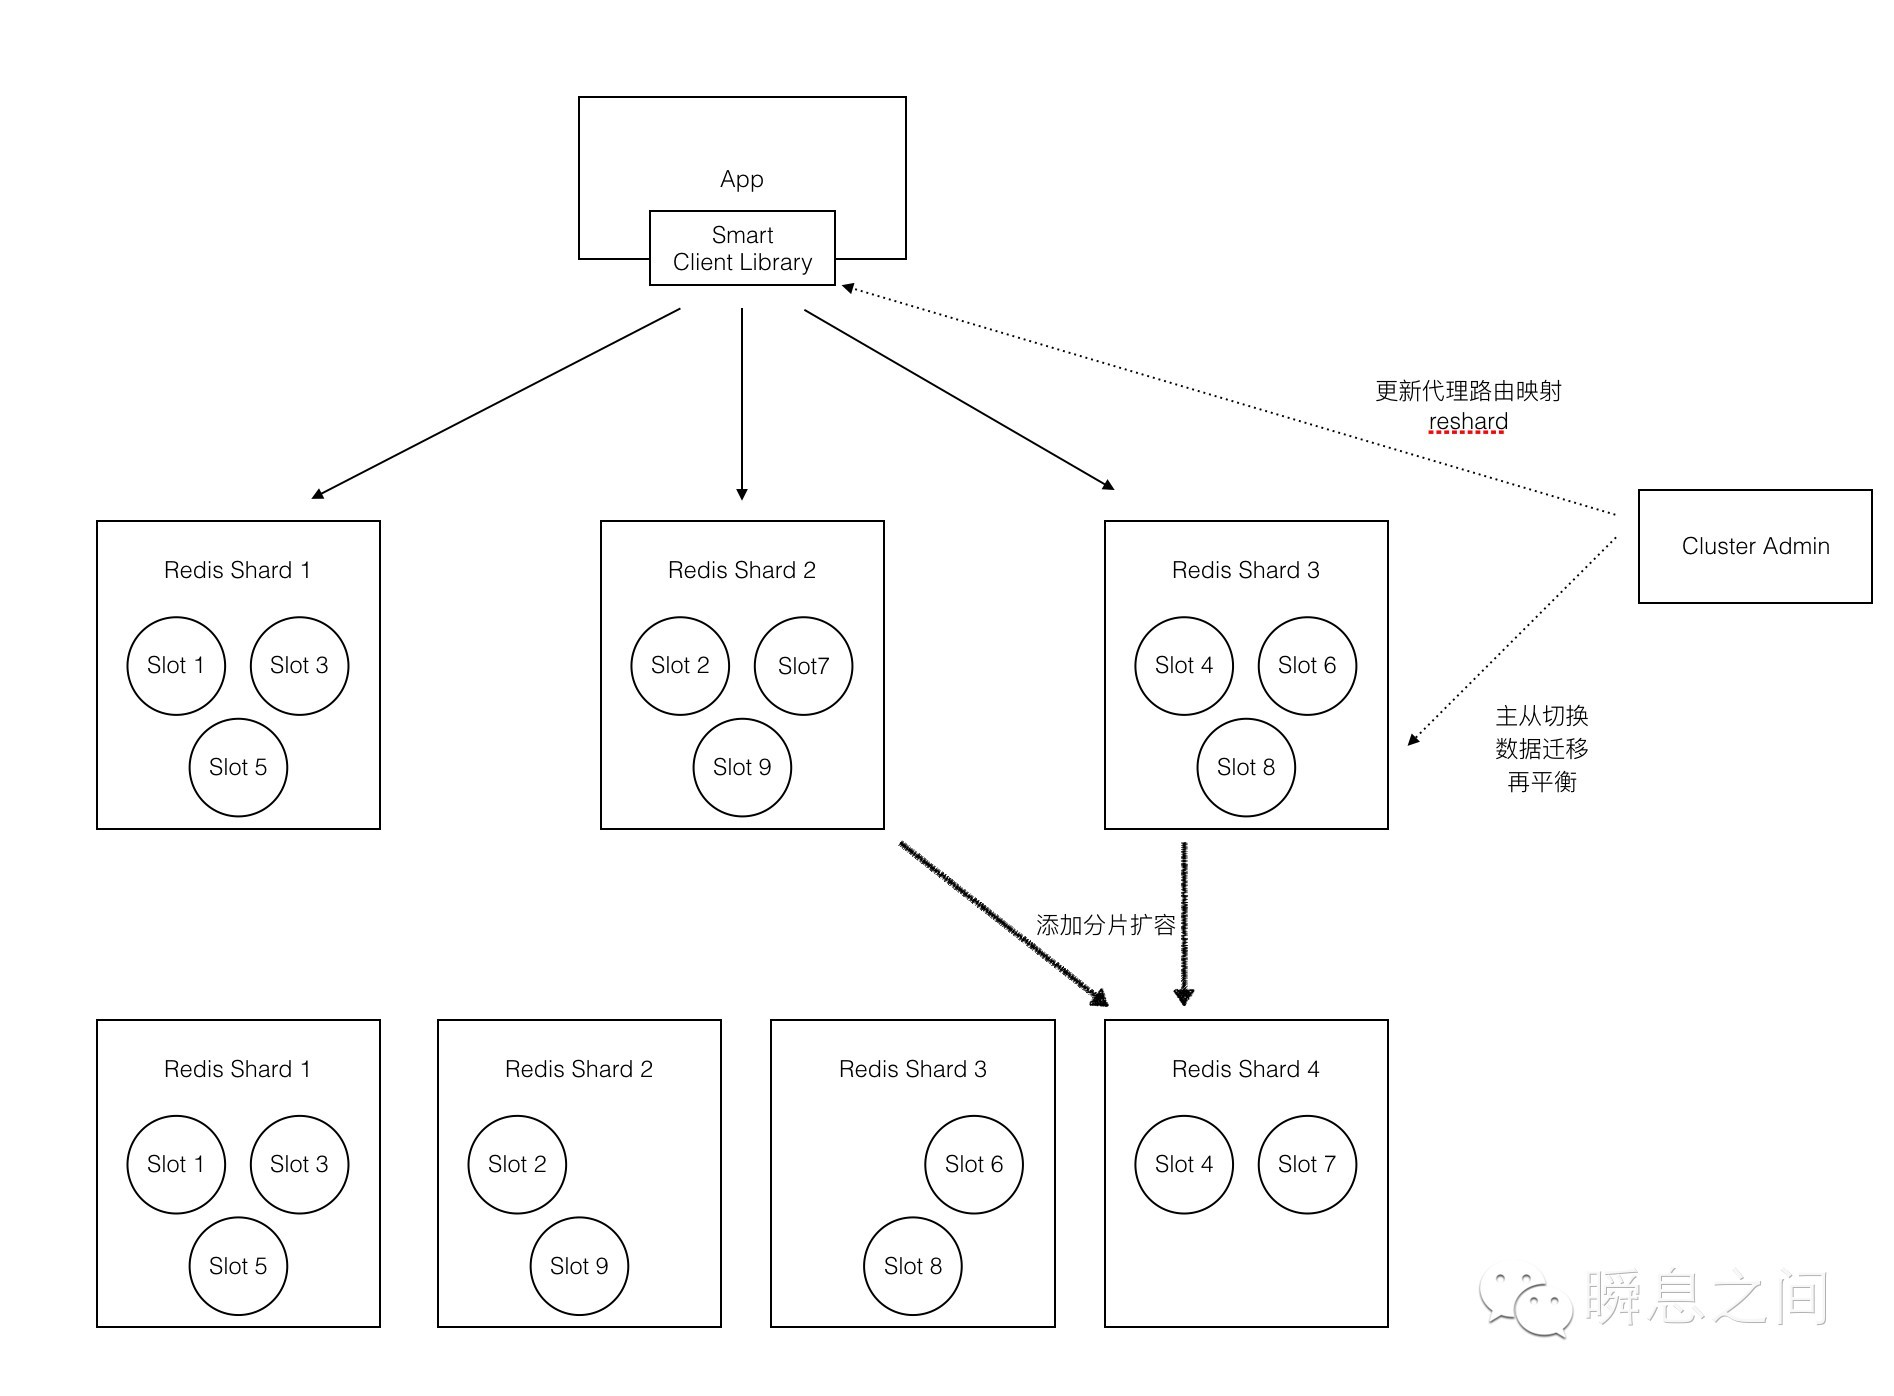 App
Smart
Client Library
更新代理路由映射
reshard
Cluster Admin
Redis Shard 1
Redis Shard 2
Redis Shard 3
Slot 1
Slot 3
Slot 2
Slot7
Slot 4
Slot 6
Slot 5
Slot 9
Slot 8
主从切换
数据迁移
再平衡
添加分片扩容
Redis Shard 1
Redis Shard 2
Redis Shard 3
Redis Shard 4
Slot 1
Slot 3
Slot 2
Slot 6
Slot 4
Slot 7
Slot 5
Slot 9
Slot 8
瞬息之间